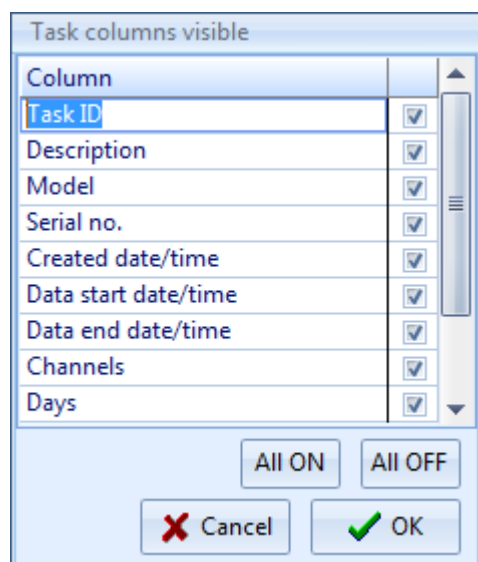 Task columns visible
Column
Task ID
Description
Model
Serial no.
Created date/time
Data start date/time
Data end date/time
Channels
Days
All ON All OFF
Cancel OK